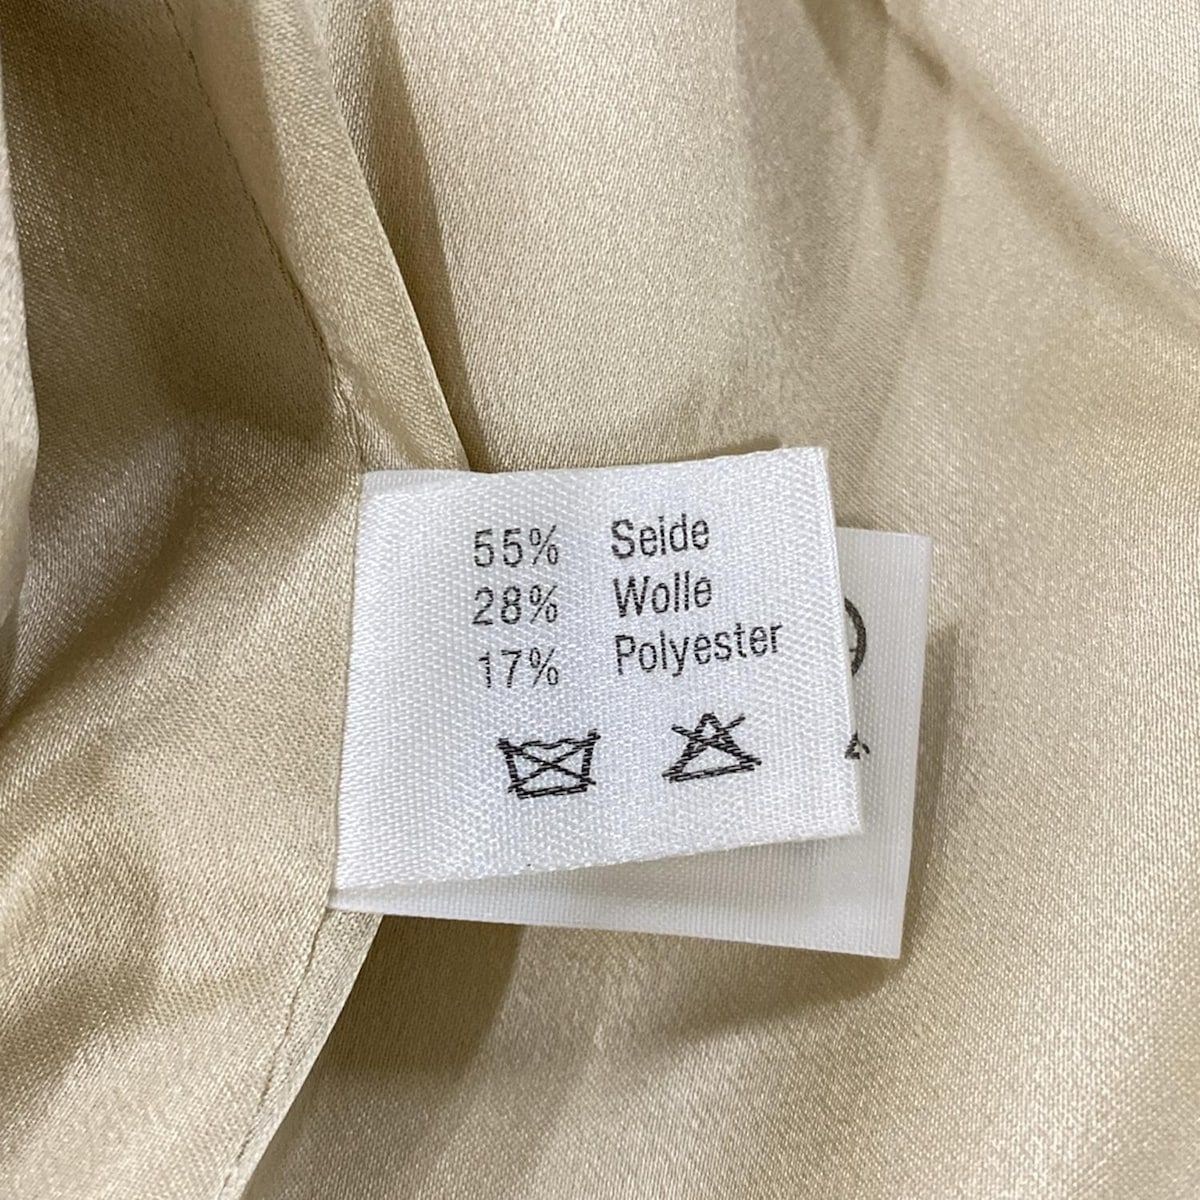 55% Seide
28% Wolle
17% Polyester